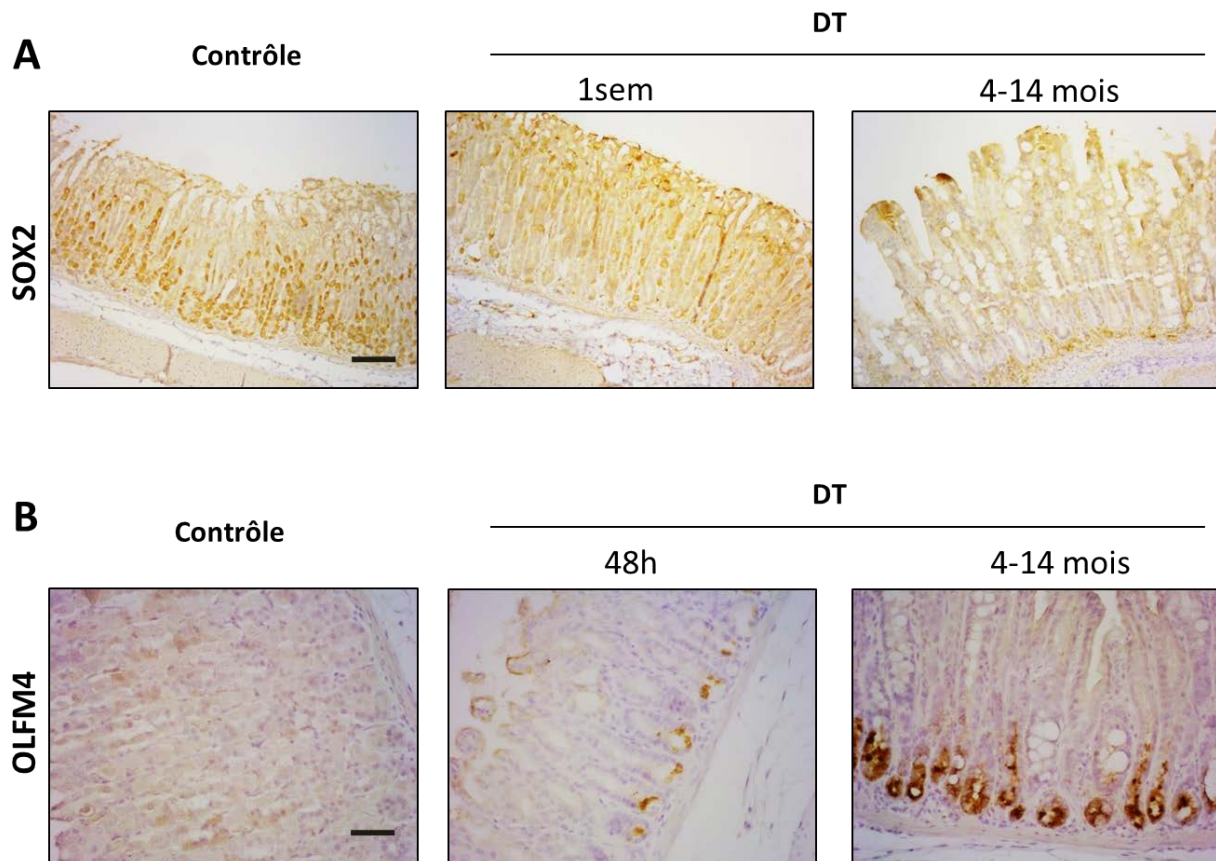 A
Contrôle
DT
1sem
4-14 mois
SOX2
B
Contrôle
DT
48h
4-14 mois
OLFM4